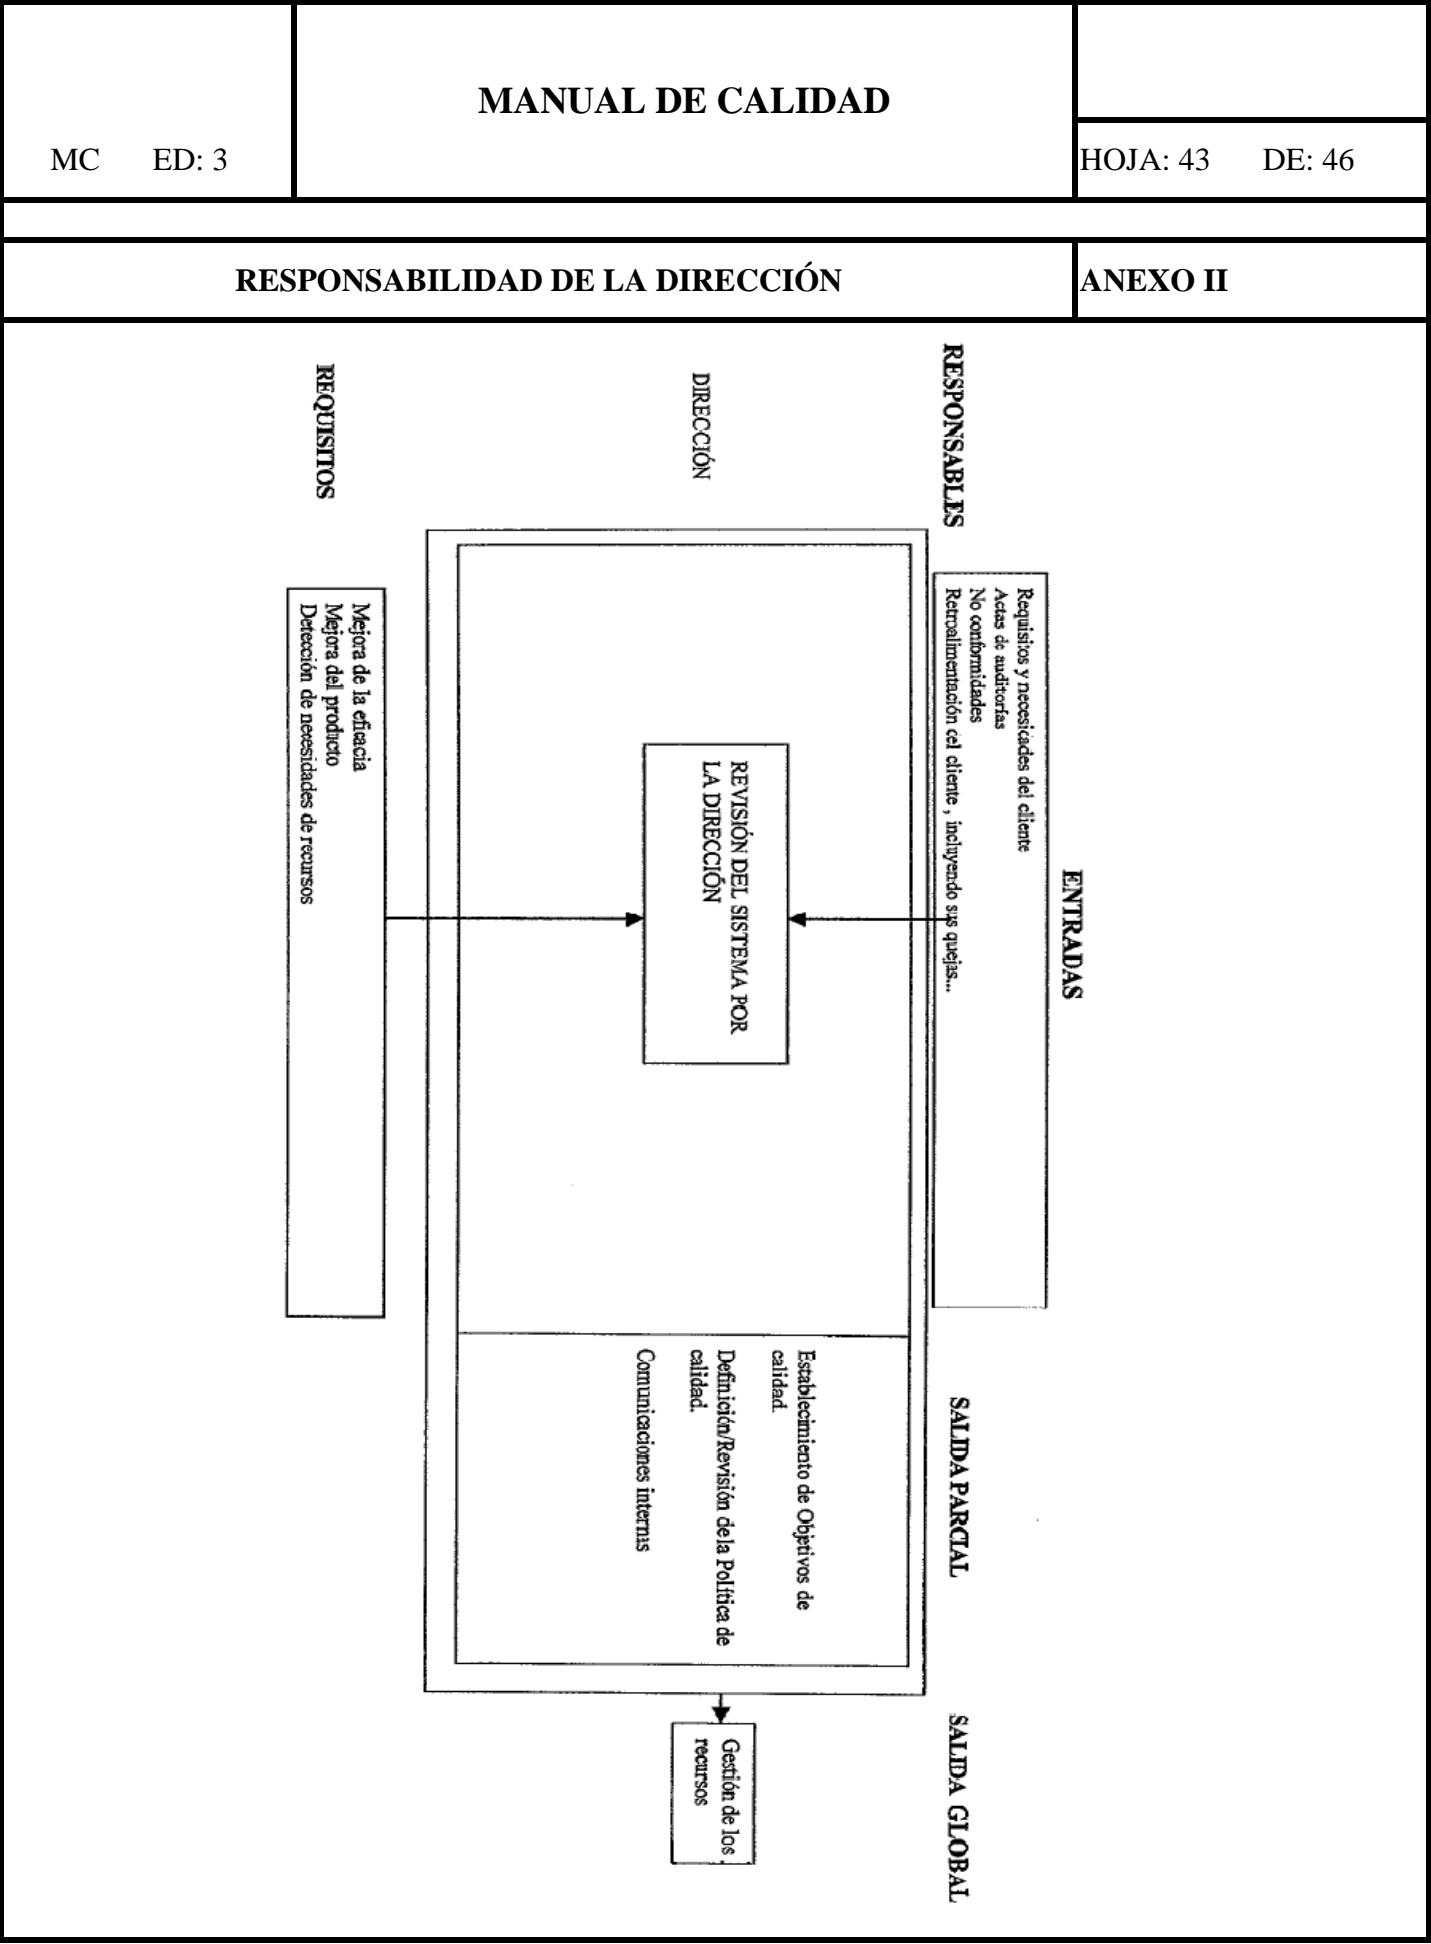 MANUAL DE CALIDAD
MC ED: 3
HOJA: 43 DE: 46
RESPONSABILIDAD DE LA DIRECCIÓN
ANEXO II
ENTRADAS
RESPONSABLES
SALIDA PARCIAL
SALIDA GLOBAL
Requisitos y necesidades del cliente
Actas de auditorías
No conformidades
Retroalimentación del cliente , incluyendo sus quejas...
DIRECCIÓN
REVISIÓN DEL SISTEMA POR
LA DIRECCIÓN
Establecimiento de Objetivos de
calidad.
Definición/Revisión de la Política de
calidad.
Comunicaciones internas
Gestión de los
recursos
REQUISITOS
Mejora de la eficacia
Mejora del producto
Detección de necesidades de recursos